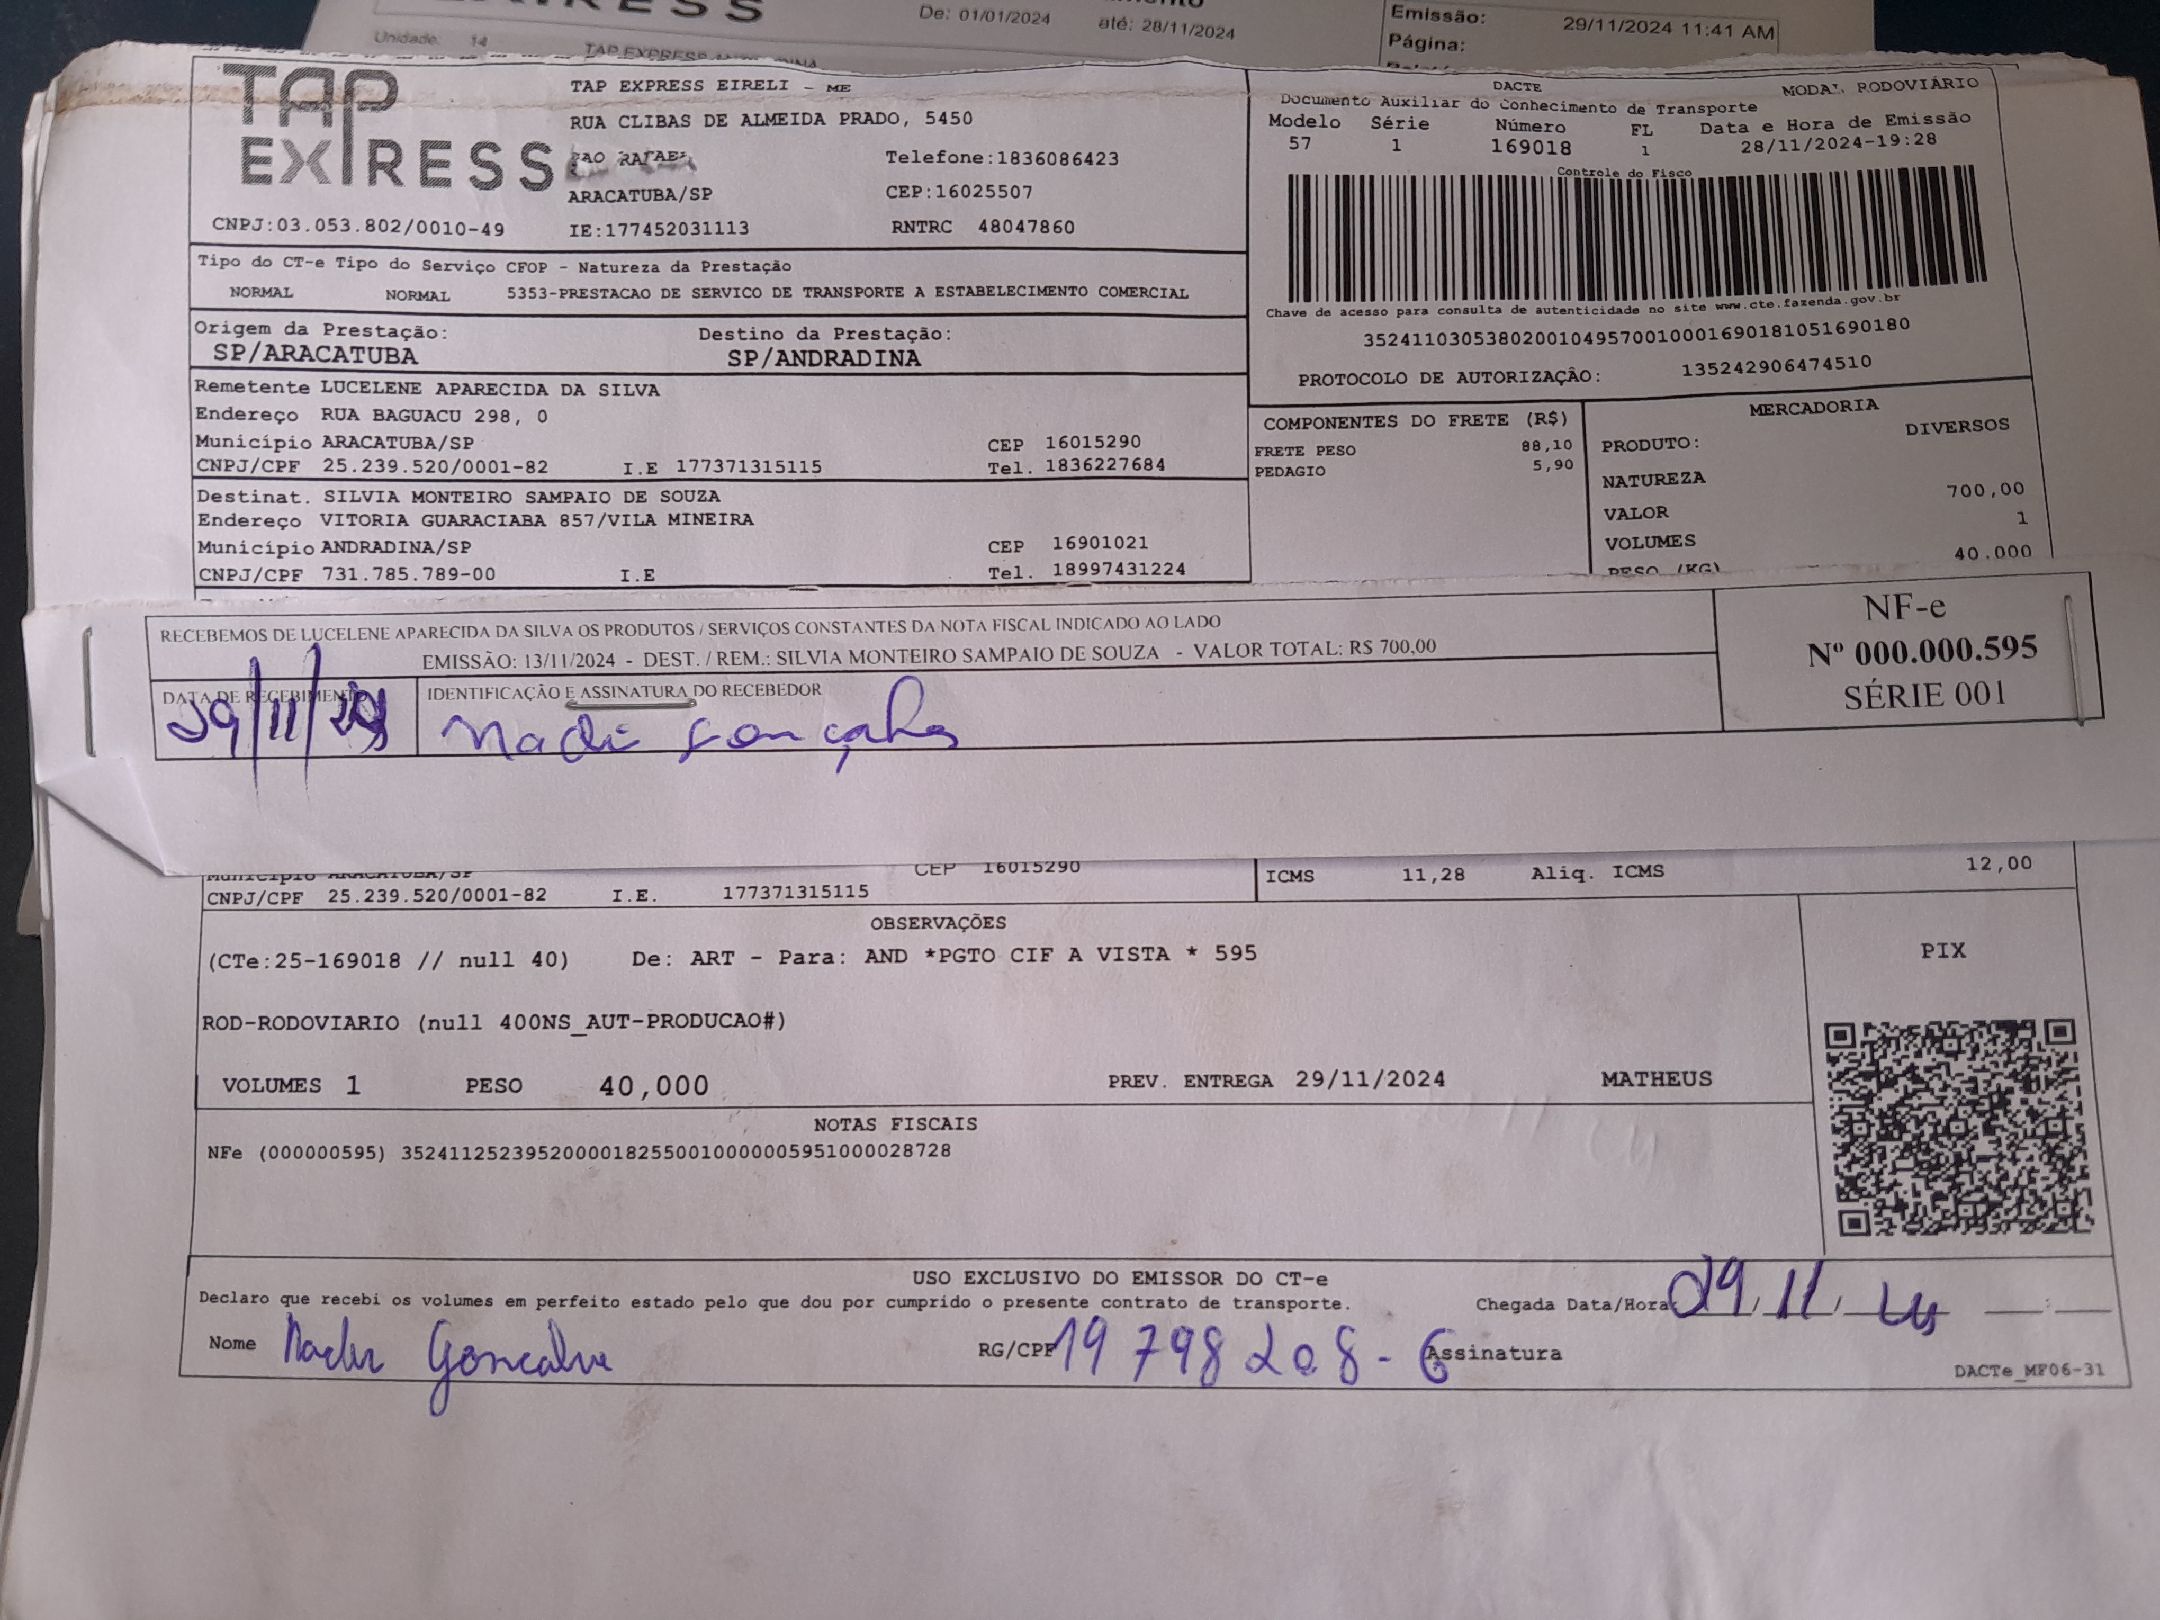 De: 01/01/2024 até: 28/11/2024
Emissão: 29/11/2024 11:41 AM
Página:
Unidade: 14
TAP EXPRESS
TAP EXPRESS EIRELI - ME
RUA CLIBAS DE ALMEIDA PRADO, 5450
SAO RAFAEL Telefone:1836086423
ARACATUBA/SP CEP:16025507
CNPJ:03.053.802/0010-49 IE:177452031113 RNTRC 48047860
DACTE MODAL RODOVIÁRIO
Documento Auxiliar do Conhecimento de Transporte
Modelo Série Número FL Data e Hora de Emissão
57 1 169018 1 28/11/2024-19:28
Controle do Fisco
Chave de acesso para consulta de autenticidade no site www.cte.fazenda.gov.br
35241103053802001049570010001690181051690180
PROTOCOLO DE AUTORIZAÇÃO: 135242906474510
Tipo do CT-e Tipo do Serviço CFOP - Natureza da Prestação
NORMAL NORMAL 5353-PRESTACAO DE SERVICO DE TRANSPORTE A ESTABELECIMENTO COMERCIAL
Origem da Prestação: Destino da Prestação:
SP/ARACATUBA SP/ANDRADINA
Remetente LUCELENE APARECIDA DA SILVA
Endereço RUA BAGUACU 298, 0
Município ARACATUBA/SP CEP 16015290
CNPJ/CPF 25.239.520/0001-82 I.E 177371315115 Tel. 1836227684
Destinat. SILVIA MONTEIRO SAMPAIO DE SOUZA
Endereço VITORIA GUARACIABA 857/VILA MINEIRA
Município ANDRADINA/SP CEP 16901021
CNPJ/CPF 731.785.789-00 I.E Tel. 18997431224
COMPONENTES DO FRETE (R$)
FRETE PESO 88,10
PEDAGIO 5,90
MERCADORIA
PRODUTO: DIVERSOS
NATUREZA
VALOR 700,00
VOLUMES 1
PESO (KG) 40.000
RECEBEMOS DE LUCELENE APARECIDA DA SILVA OS PRODUTOS / SERVIÇOS CONSTANTES DA NOTA FISCAL INDICADO AO LADO
EMISSÃO: 13/11/2024 - DEST. / REM.: SILVIA MONTEIRO SAMPAIO DE SOUZA - VALOR TOTAL: R$ 700,00
DATA DE RECEBIMENTO IDENTIFICAÇÃO E ASSINATURA DO RECEBEDOR
29/11/
NF-e
Nº 000.000.595
SÉRIE 001
Município ARACATUBA/SP CEP 16015290
CNPJ/CPF 25.239.520/0001-82 I.E. 177371315115
ICMS 11,28 Aliq. ICMS 12,00
OBSERVAÇÕES
(CTe:25-169018 // null 40) De: ART - Para: AND *PGTO CIF A VISTA * 595
ROD-RODOVIARIO (null 400NS_AUT-PRODUCAO#)
VOLUMES 1 PESO 40,000 PREV. ENTREGA 29/11/2024 MATHEUS
PIX
NOTAS FISCAIS
NFe (000000595) 35241125239520000182550010000005951000028728
USO EXCLUSIVO DO EMISSOR DO CT-e
Declaro que recebi os volumes em perfeito estado pelo que dou por cumprido o presente contrato de transporte. Chegada Data/Hora 29/11/
Nome RG/CPF 19798208-6 Assinatura
DACTe_MF06-31